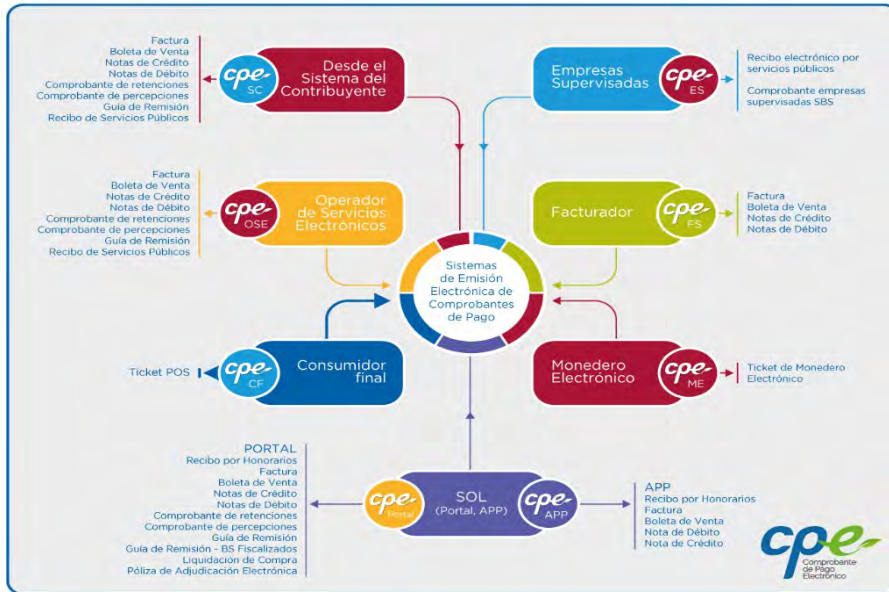 Factura
Boleta de Venta
Notas de Crédito
Notas de Débito
Comprobante de retenciones
Comprobante de percepciones
Guía de Remisión
Recibo de Servicios Públicos
cpe
SC
Desde el
Sistema del
Contribuyente
Empresas
Supervisadas
cpe
ES
Recibo electrónico por
servicios públicos
Comprobante empresas
supervisadas SBS
Factura
Boleta de Venta
Notas de Crédito
Notas de Débito
Comprobante de retenciones
Comprobante de percepciones
Guía de Remisión
Recibo de Servicios Públicos
cpe
OSE
Operador
de Servicios
Electrónicos
Facturador
cpe
FS
Factura
Boleta de Venta
Notas de Crédito
Notas de Débito
Sistemas
de Emisión
Electrónica de
Comprobantes
de Pago
Ticket POS
cpe
CF
Consumidor
final
Monedero
Electrónico
cpe
ME
Ticket de Monedero
Electrónico
PORTAL
Recibo por Honorarios
Factura
Boleta de Venta
Notas de Crédito
Notas de Débito
Comprobante de retenciones
Comprobante de percepciones
Guía de Remisión
Guía de Remisión - BS Fiscalizados
Liquidación de Compra
Póliza de Adjudicación Electrónica
cpe
Portal
SOL
(Portal, APP)
cpe
APP
APP
Recibo por Honorarios
Factura
Boleta de Venta
Nota de Débito
Nota de Crédito
cpe
Comprobante
de Pago
Electrónico